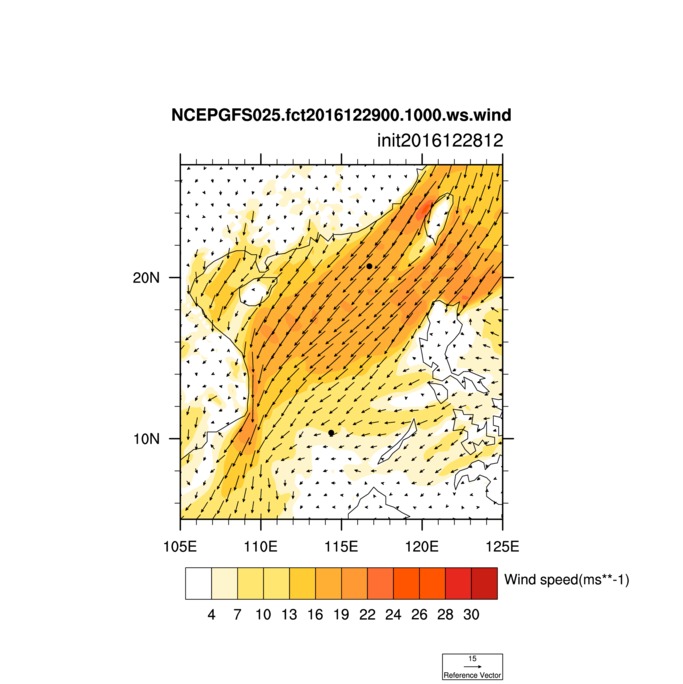 NCEPGFS025.fct2016122900.1000.ws.wind
init2016122812
20N
10N
105E 110E 115E 120E 125E
Wind speed(ms**-1)
4 7 10 13 16 19 22 24 26 28 30
15
Reference Vector